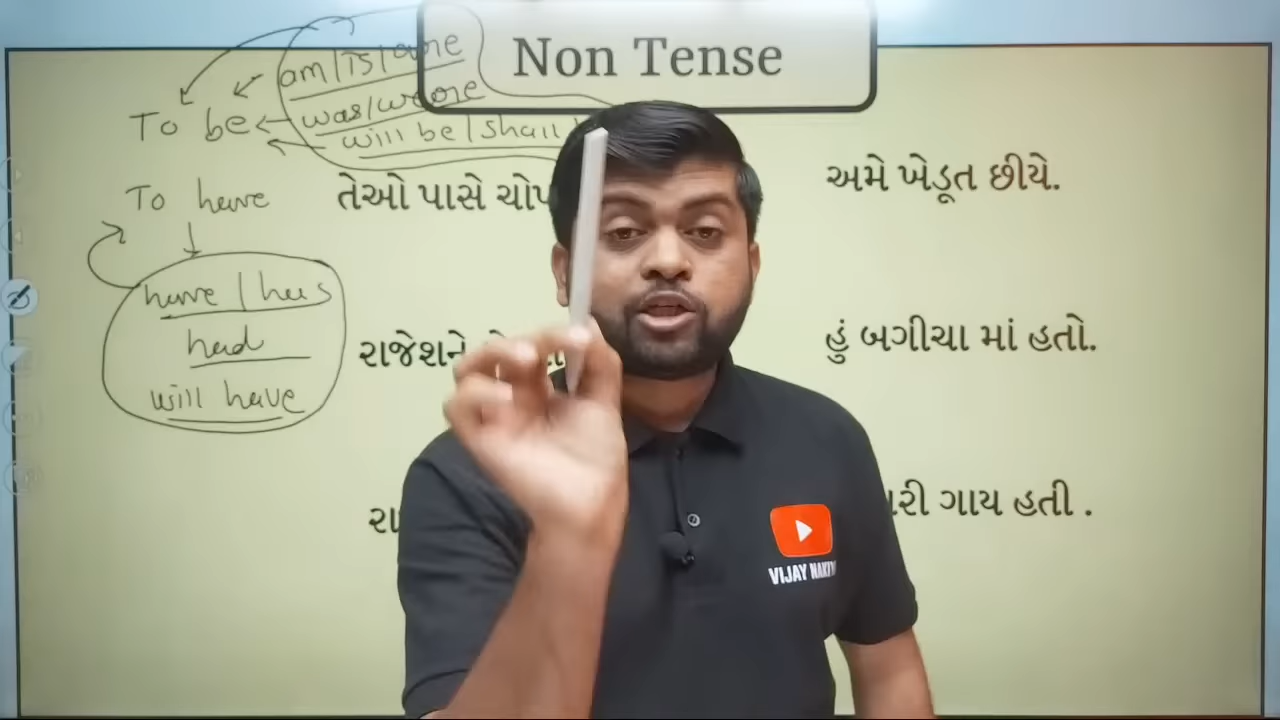 Non Tense
am/is/are
To be
was/were
will be/shall
To have
તેઓ પાસે
અમે ખેડૂત છીયે.
have/has
had
will have
રાજેશને
હું બગીચા માં હતો.
ગાય હતી .
VIJAY